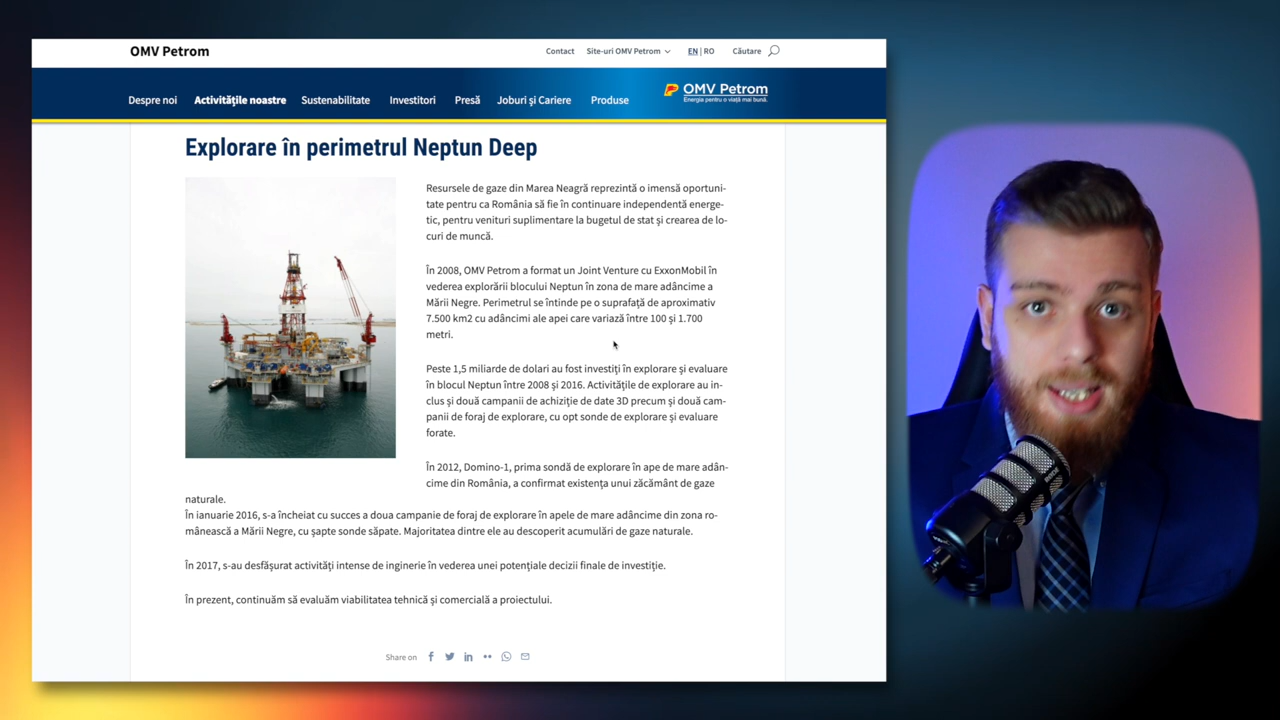 OMV Petrom
Contact
Site-uri OMV Petrom
EN | RO
Căutare
Despre noi
Activitățile noastre
Sustenabilitate
Investitori
Presă
Joburi și Cariere
Produse
OMV Petrom
Energia pentru o viață mai bună.
Explorare în perimetrul Neptun Deep
Resursele de gaze din Marea Neagră reprezintă o imensă oportuni-
tate pentru ca România să fie în continuare independentă energe-
tic, pentru venituri suplimentare la bugetul de stat și crearea de lo-
curi de muncă.
În 2008, OMV Petrom a format un Joint Venture cu ExxonMobil în
vederea explorării blocului Neptun în zona de mare adâncime a
Mării Negre. Perimetrul se întinde pe o suprafață de aproximativ
7.500 km2 cu adâncimi ale apei care variază între 100 și 1.700
metri.
Peste 1,5 miliarde de dolari au fost investiți în explorare și evaluare
în blocul Neptun între 2008 și 2016. Activitățile de explorare au in-
clus și două campanii de achiziție de date 3D precum și două cam-
panii de foraj de explorare, cu opt sonde de explorare și evaluare
forate.
În 2012, Domino-1, prima sondă de explorare în ape de mare adân-
cime din România, a confirmat existența unui zăcământ de gaze
naturale.
În ianuarie 2016, s-a încheiat cu succes a doua campanie de foraj de explorare în apele de mare adâncime din zona ro-
mânească a Mării Negre, cu șapte sonde săpate. Majoritatea dintre ele au descoperit acumulări de gaze naturale.
În 2017, s-au desfășurat activități intense de inginerie în vederea unei potențiale decizii finale de investiție.
În prezent, continuăm să evaluăm viabilitatea tehnică și comercială a proiectului.
Share on